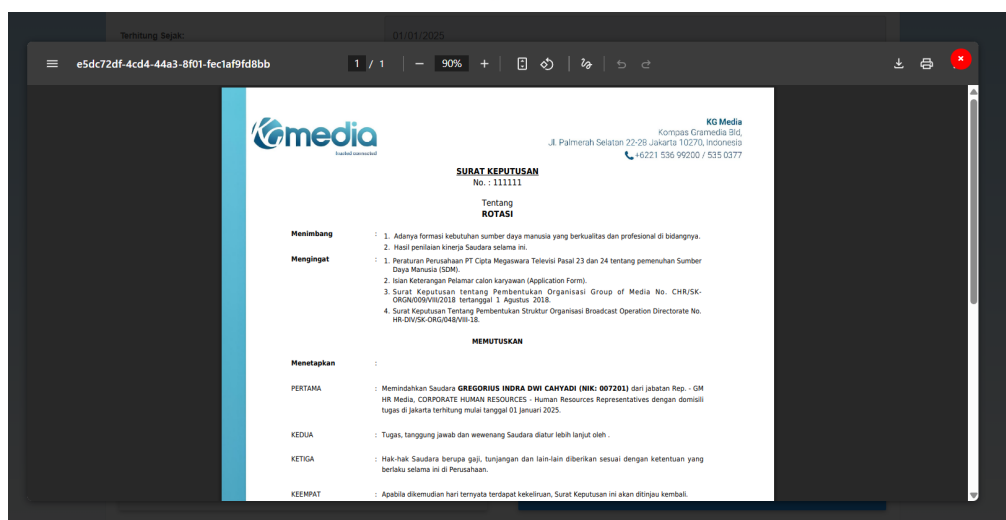 Terhitung Sejak: 01/01/2025
e5dc72df-4cd4-44a3-8f01-fec1af9fd8bb 1 / 1 90%
KGmedia
trusted connected
KG Media
Kompas Gramedia Bld,
Jl. Palmerah Selatan 22-28 Jakarta 10270, Indonesia
+6221 536 99200 / 535 0377
SURAT KEPUTUSAN
No. : 111111
Tentang
ROTASI
Menimbang : 1. Adanya formasi kebutuhan sumber daya manusia yang berkualitas dan profesional di bidangnya.
2. Hasil penilaian kinerja Saudara selama ini.
Mengingat : 1. Peraturan Perusahaan PT Cipta Megaswara Televisi Pasal 23 dan 24 tentang pemenuhan Sumber
Daya Manusia (SDM).
2. Isian Keterangan Pelamar calon karyawan (Application Form).
3. Surat Keputusan tentang Pembentukan Organisasi Group of Media No. CHR/SK-
ORGN/009/VIII/2018 tertanggal 1 Agustus 2018.
4. Surat Keputusan Tentang Pembentukan Struktur Organisasi Broadcast Operation Directorate No.
HR-DIV/SK-ORG/048/VIII-18.
MEMUTUSKAN
Menetapkan :
PERTAMA : Memindahkan Saudara GREGORIUS INDRA DWI CAHYADI (NIK: 007201) dari jabatan Rep. - GM
HR Media, CORPORATE HUMAN RESOURCES - Human Resources Representatives dengan domisili
tugas di Jakarta terhitung mulai tanggal 01 Januari 2025.
KEDUA : Tugas, tanggung jawab dan wewenang Saudara diatur lebih lanjut oleh .
KETIGA : Hak-hak Saudara berupa gaji, tunjangan dan lain-lain diberikan sesuai dengan ketentuan yang
berlaku selama ini di Perusahaan.
KEEMPAT : Apabila dikemudian hari ternyata terdapat kekeliruan, Surat Keputusan ini akan ditinjau kembali.